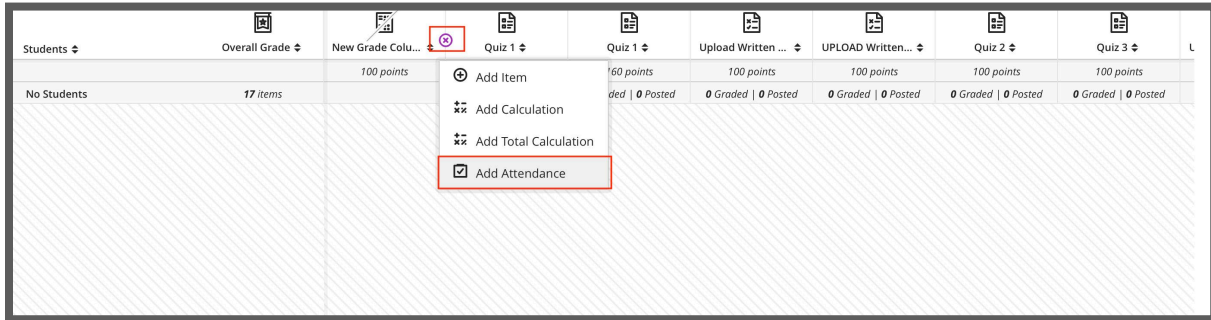 Students Overall Grade New Grade Colu... Quiz 1 Quiz 1 Upload Written ... UPLOAD Written... Quiz 2 Quiz 3
100 points 160 points 100 points 100 points 100 points 100 points
No Students 17 items ded | 0 Posted 0 Graded | 0 Posted 0 Graded | 0 Posted 0 Graded | 0 Posted 0 Graded | 0 Posted
Add Item
Add Calculation
Add Total Calculation
Add Attendance